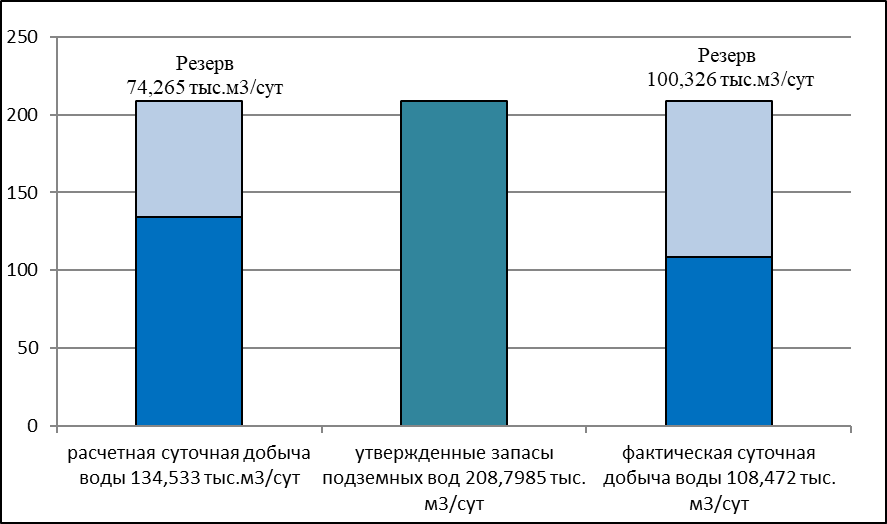 250
200
150
100
50
0
Резерв
74,265 тыс.м3/сут
Резерв
100,326 тыс.м3/сут
расчетная суточная добыча
воды 134,533 тыс.м3/сут
утвержденные запасы
подземных вод 208,7985 тыс.
м3/сут
фактическая суточная
добыча воды 108,472 тыс.
м3/сут